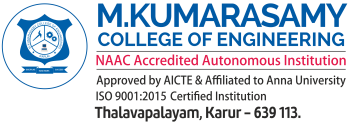 M.KUMARASAMY
COLLEGE OF ENGINEERING
NAAC Accredited Autonomous Institution
Approved by AICTE & Affiliated to Anna University
ISO 9001:2015 Certified Institution
Thalavapalayam, Karur – 639 113.